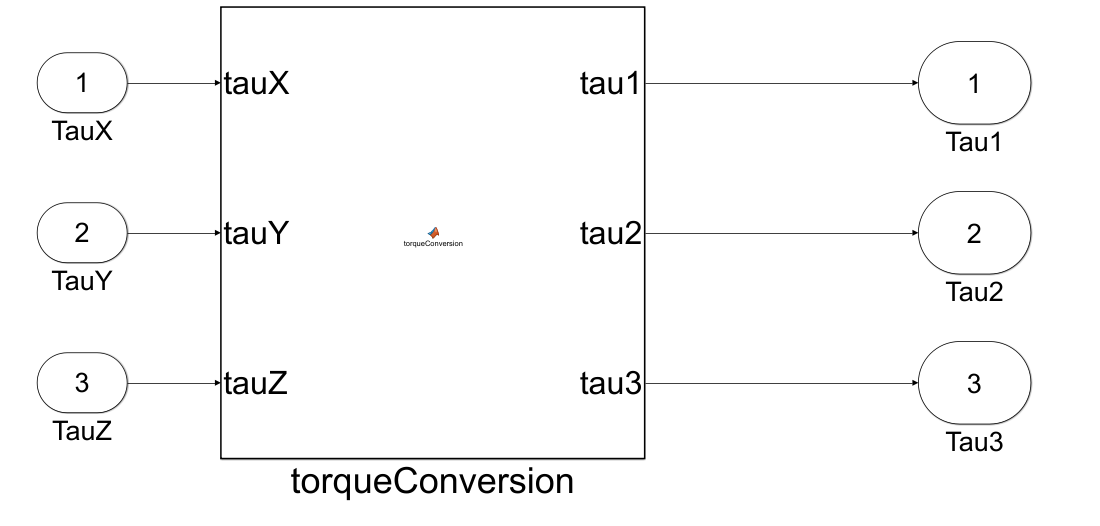 1
tauX
tau1
1
TauX
Tau1
2
tauY
torqueConversion
tau2
2
TauY
Tau2
3
tauZ
tau3
3
TauZ
Tau3
torqueConversion